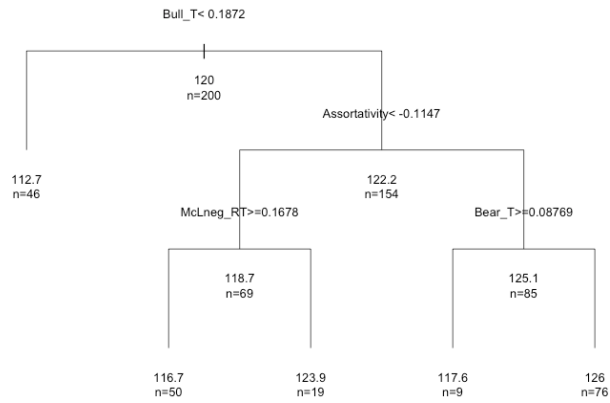 Bull_T< 0.1872
120
n=200
Assortativity< -0.1147
112.7
n=46
122.2
n=154
McLneg_RT>=0.1678
Bear_T>=0.08769
118.7
n=69
125.1
n=85
116.7
n=50
123.9
n=19
117.6
n=9
126
n=76